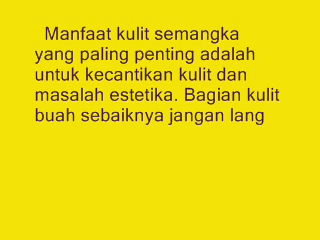 Manfaat kulit semangka
yang paling penting adalah
untuk kecantikan kulit dan
masalah estetika. Bagian kulit
buah sebaiknya jangan lang